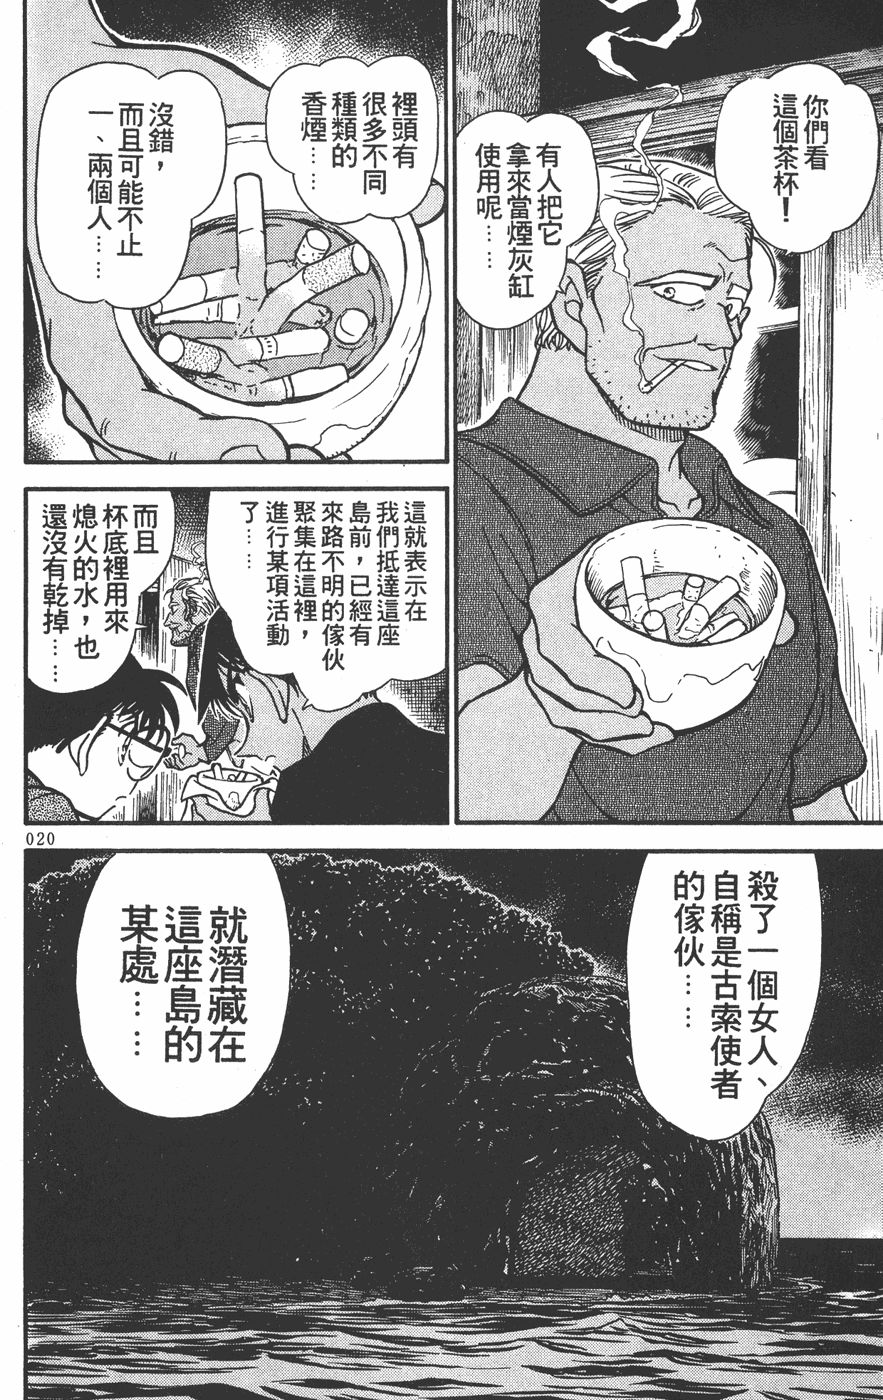 你們看
這個茶杯！
有人把它
拿來當煙灰缸
使用呢……
裡頭有
很多不同
種類的
香煙……
沒錯，
而且可能不止
一、兩個人……
這就表示在
我們抵達這座
島前，已經有
來路不明的傢伙
聚集在這裡，
進行某項活動
了……
而且
杯底裡用來
熄火的水，也
還沒有乾掉……
020
殺了一個女人、
自稱是古索使者
的傢伙……
就潛藏在
這座島的
某處……